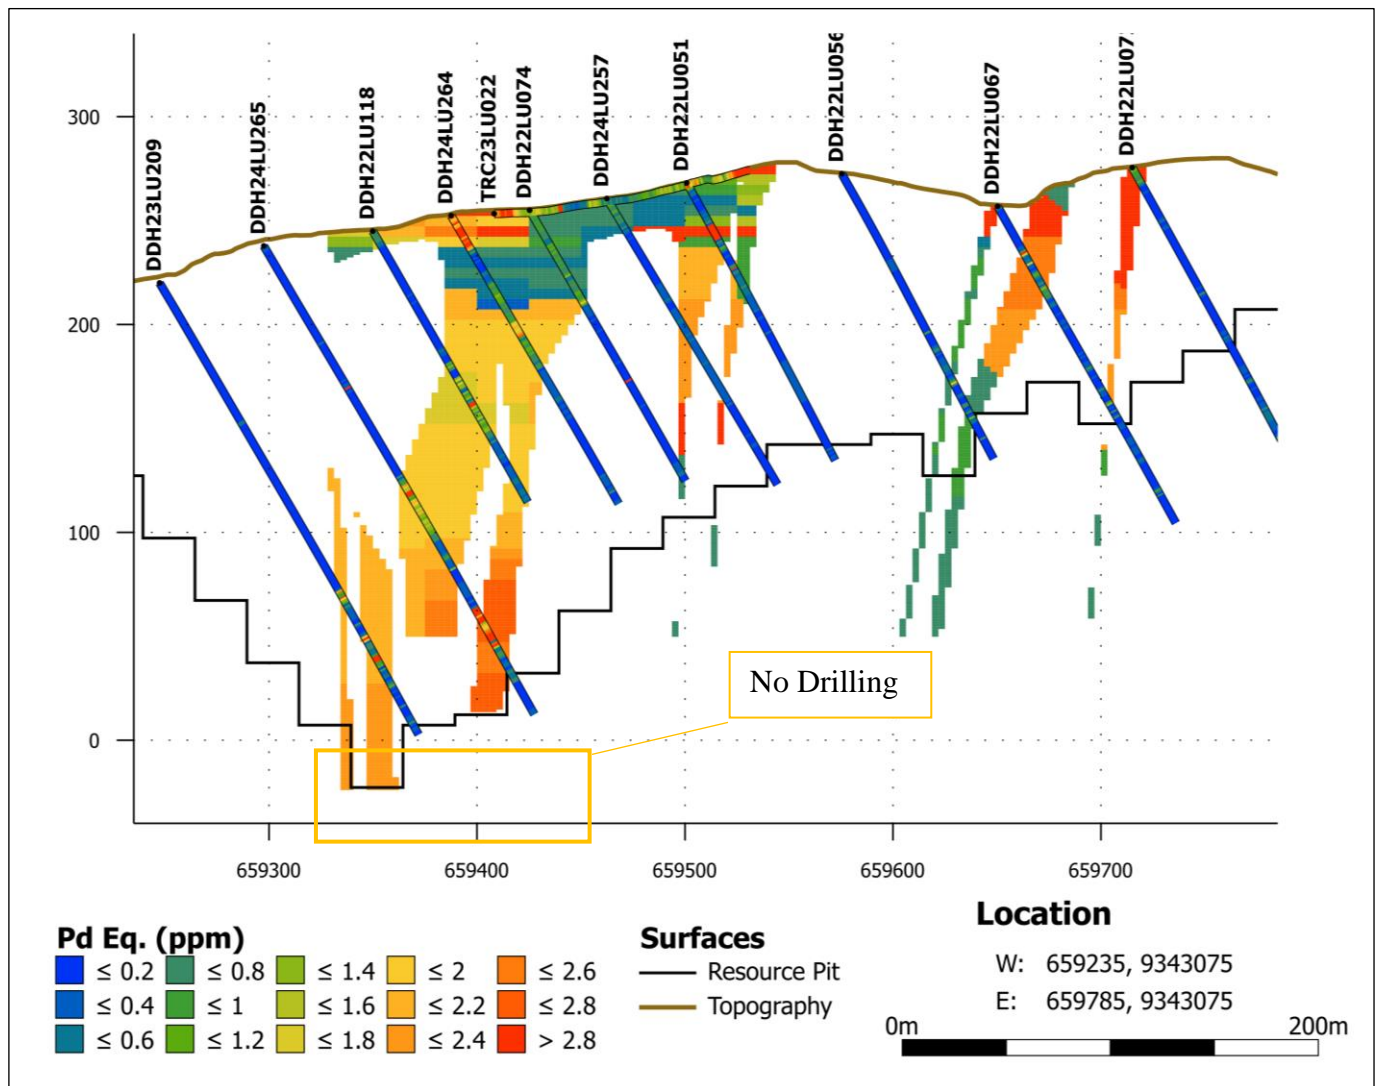 DDH23LU209
DDH24LU265
DDH22LU118
DDH24LU264
TRC23LU022
DDH22LU074
DDH24LU257
DDH22LU051
DDH22LU056
DDH22LU067
DDH22LU07
300
200
100
0
No Drilling
659300 659400 659500 659600 659700
Pd Eq. (ppm)
≤ 0.2 ≤ 0.8 ≤ 1.4 ≤ 2 ≤ 2.6
≤ 0.4 ≤ 1 ≤ 1.6 ≤ 2.2 ≤ 2.8
≤ 0.6 ≤ 1.2 ≤ 1.8 ≤ 2.4 > 2.8
Surfaces
Resource Pit
Topography
Location
W: 659235, 9343075
E: 659785, 9343075
0m 200m